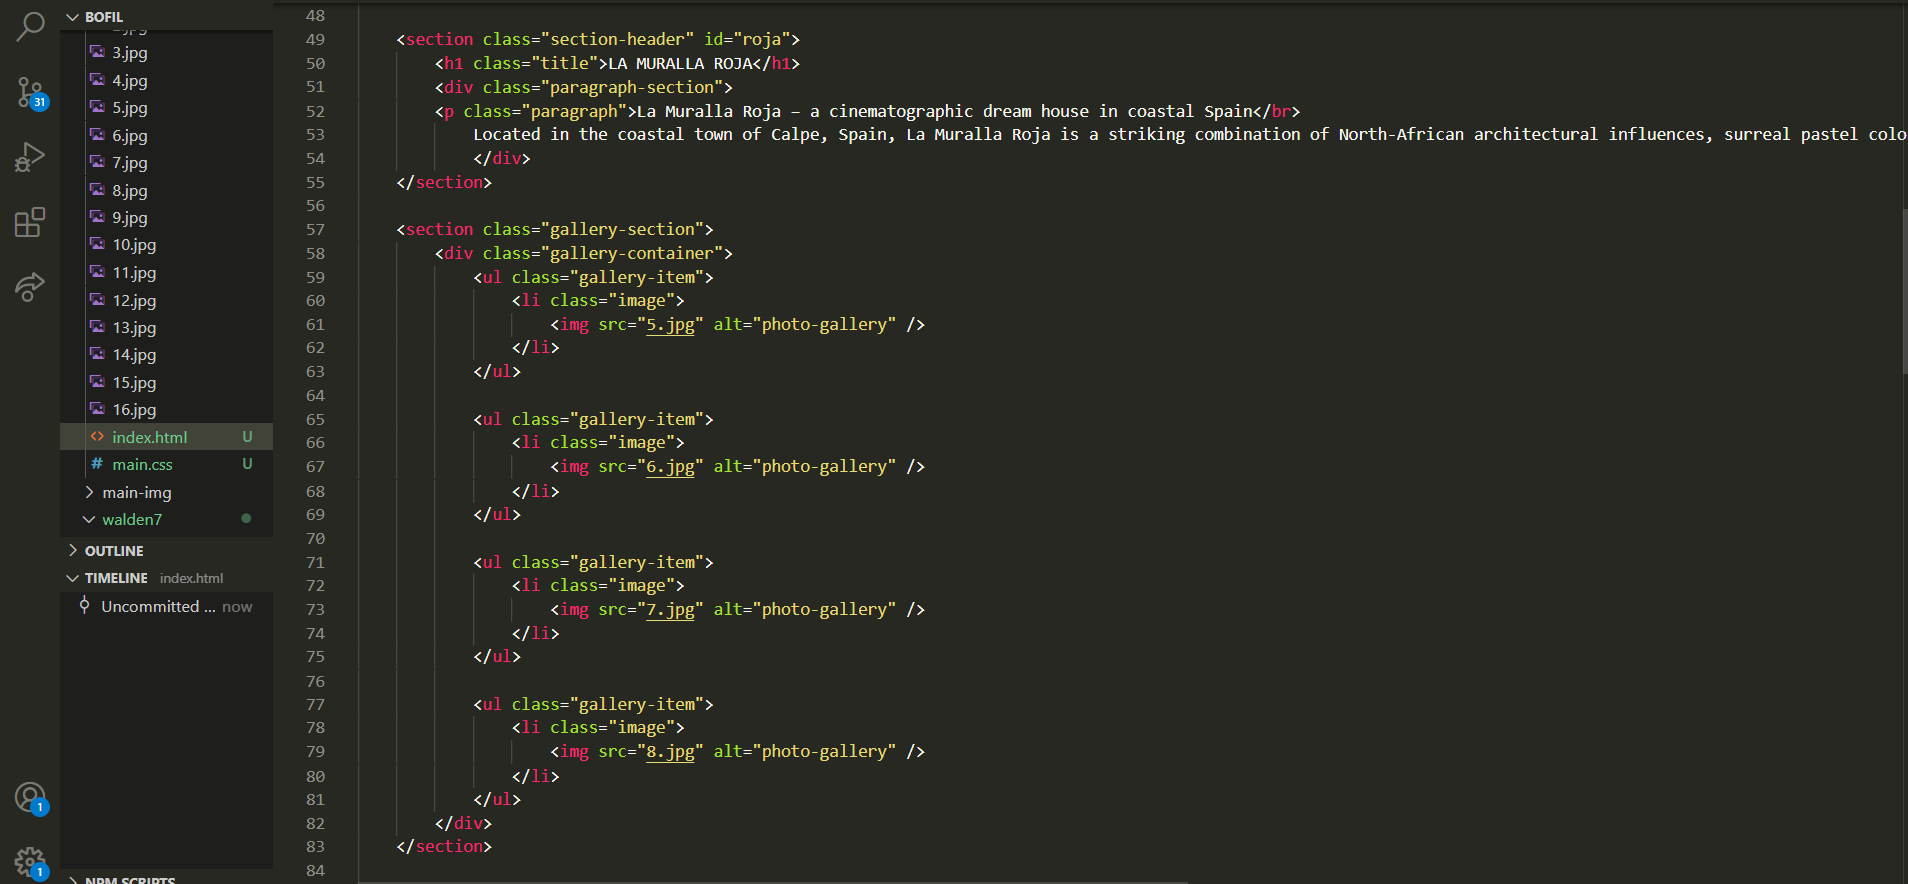 BOFIL
3.jpg
4.jpg
5.jpg
6.jpg
7.jpg
8.jpg
9.jpg
10.jpg
11.jpg
12.jpg
13.jpg
14.jpg
15.jpg
16.jpg
<> index.html U
# main.css U
main-img
walden7
OUTLINE
TIMELINE index.html
Uncommitted ... now
NPM SCRIPTS
31
1
1
48
49 <section class="section-header" id="roja">
50 <h1 class="title">LA MURALLA ROJA</h1>
51 <div class="paragraph-section">
52 <p class="paragraph">La Muralla Roja – a cinematographic dream house in coastal Spain</br>
53 Located in the coastal town of Calpe, Spain, La Muralla Roja is a striking combination of North-African architectural influences, surreal pastel colo
54 </div>
55 </section>
56
57 <section class="gallery-section">
58 <div class="gallery-container">
59 <ul class="gallery-item">
60 <li class="image">
61 <img src="5.jpg" alt="photo-gallery" />
62 </li>
63 </ul>
64
65 <ul class="gallery-item">
66 <li class="image">
67 <img src="6.jpg" alt="photo-gallery" />
68 </li>
69 </ul>
70
71 <ul class="gallery-item">
72 <li class="image">
73 <img src="7.jpg" alt="photo-gallery" />
74 </li>
75 </ul>
76
77 <ul class="gallery-item">
78 <li class="image">
79 <img src="8.jpg" alt="photo-gallery" />
80 </li>
81 </ul>
82 </div>
83 </section>
84